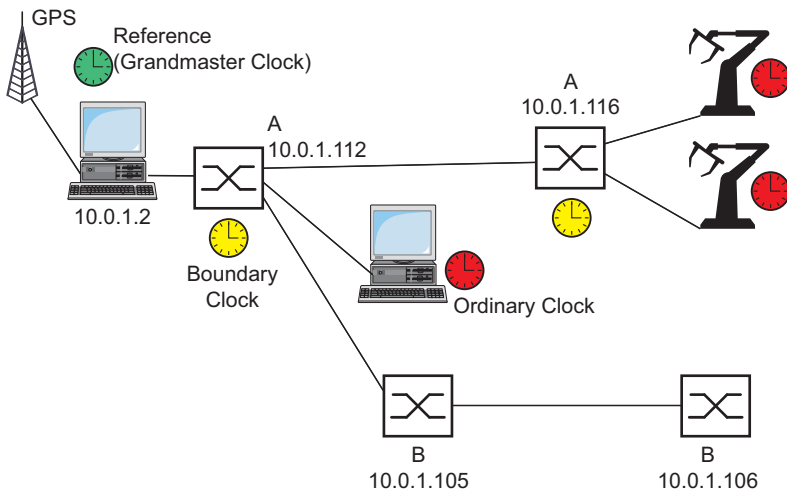 GPS
Reference
(Grandmaster Clock)
10.0.1.2
A
10.0.1.112
Boundary
Clock
Ordinary Clock
A
10.0.1.116
B
10.0.1.105
B
10.0.1.106